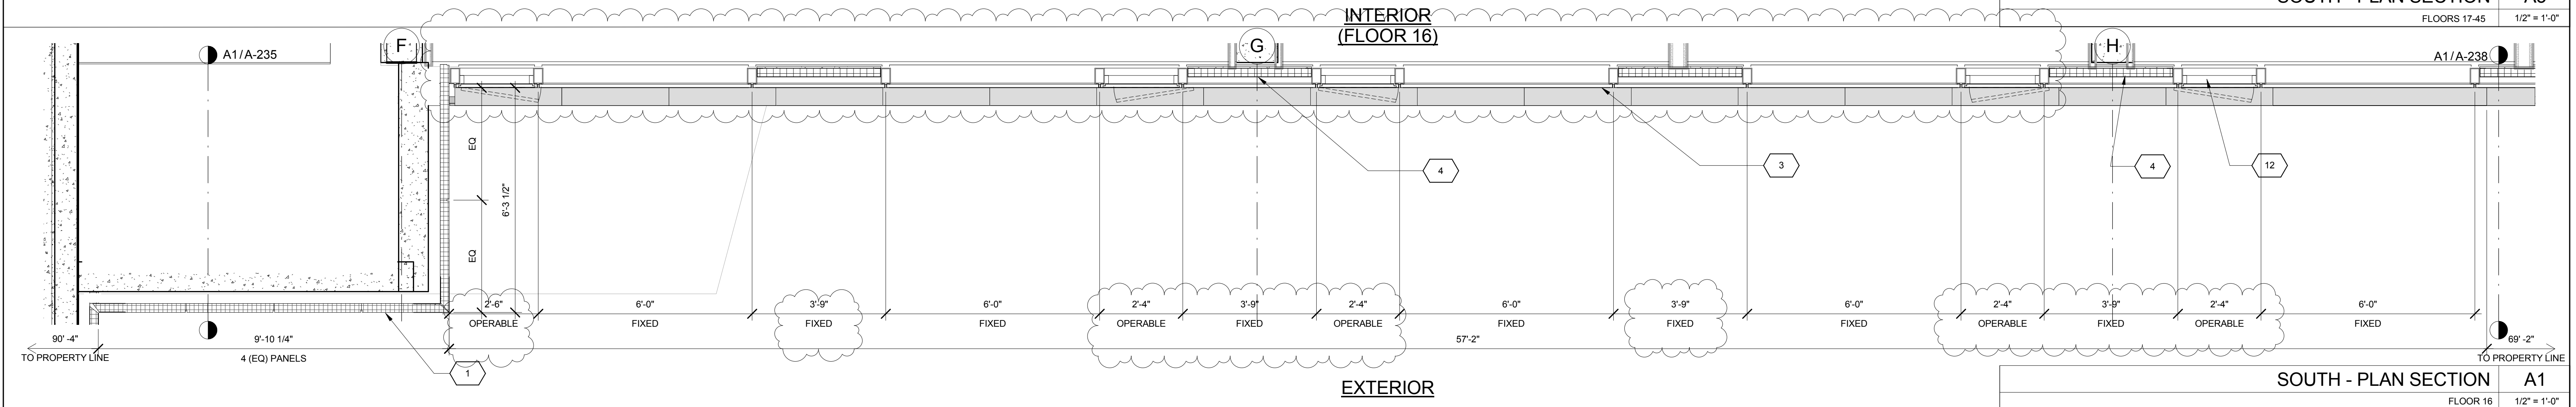 INTERIOR
(FLOOR 16)
FLOORS 17-45
1/2" = 1'-0"
A1/A-235
F
G
H
A1/A-238
EQ
EQ
6'-3 1/2"
4
3
4
12
2'-6"
6'-0"
3'-9"
6'-0"
2'-4"
3'-9"
2'-4"
6'-0"
3'-9"
6'-0"
2'-4"
3'-9"
2'-4"
6'-0"
OPERABLE
FIXED
FIXED
FIXED
OPERABLE
FIXED
OPERABLE
FIXED
FIXED
FIXED
OPERABLE
FIXED
OPERABLE
FIXED
90' -4"
TO PROPERTY LINE
9'-10 1/4"
4 (EQ) PANELS
57'-2"
69' -2"
TO PROPERTY LINE
1
EXTERIOR
SOUTH - PLAN SECTION
A1
FLOOR 16
1/2" = 1'-0"